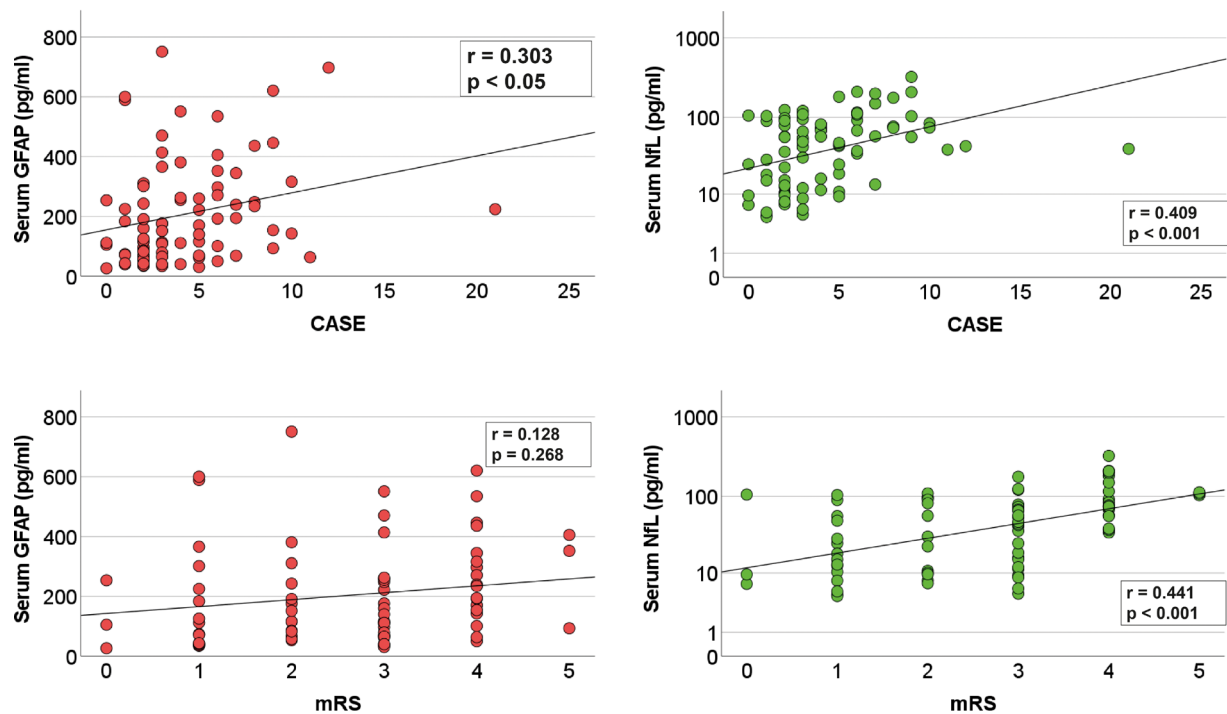 800
600
400
200
0
Serum GFAP (pg/ml)
r = 0.303
p < 0.05
0 5 10 15 20 25
CASE
1000
100
10
1
0
Serum NfL (pg/ml)
r = 0.409
p < 0.001
0 5 10 15 20 25
CASE
800
600
400
200
0
Serum GFAP (pg/ml)
r = 0.128
p = 0.268
0 1 2 3 4 5
mRS
1000
100
10
1
0
Serum NfL (pg/ml)
r = 0.441
p < 0.001
0 1 2 3 4 5
mRS